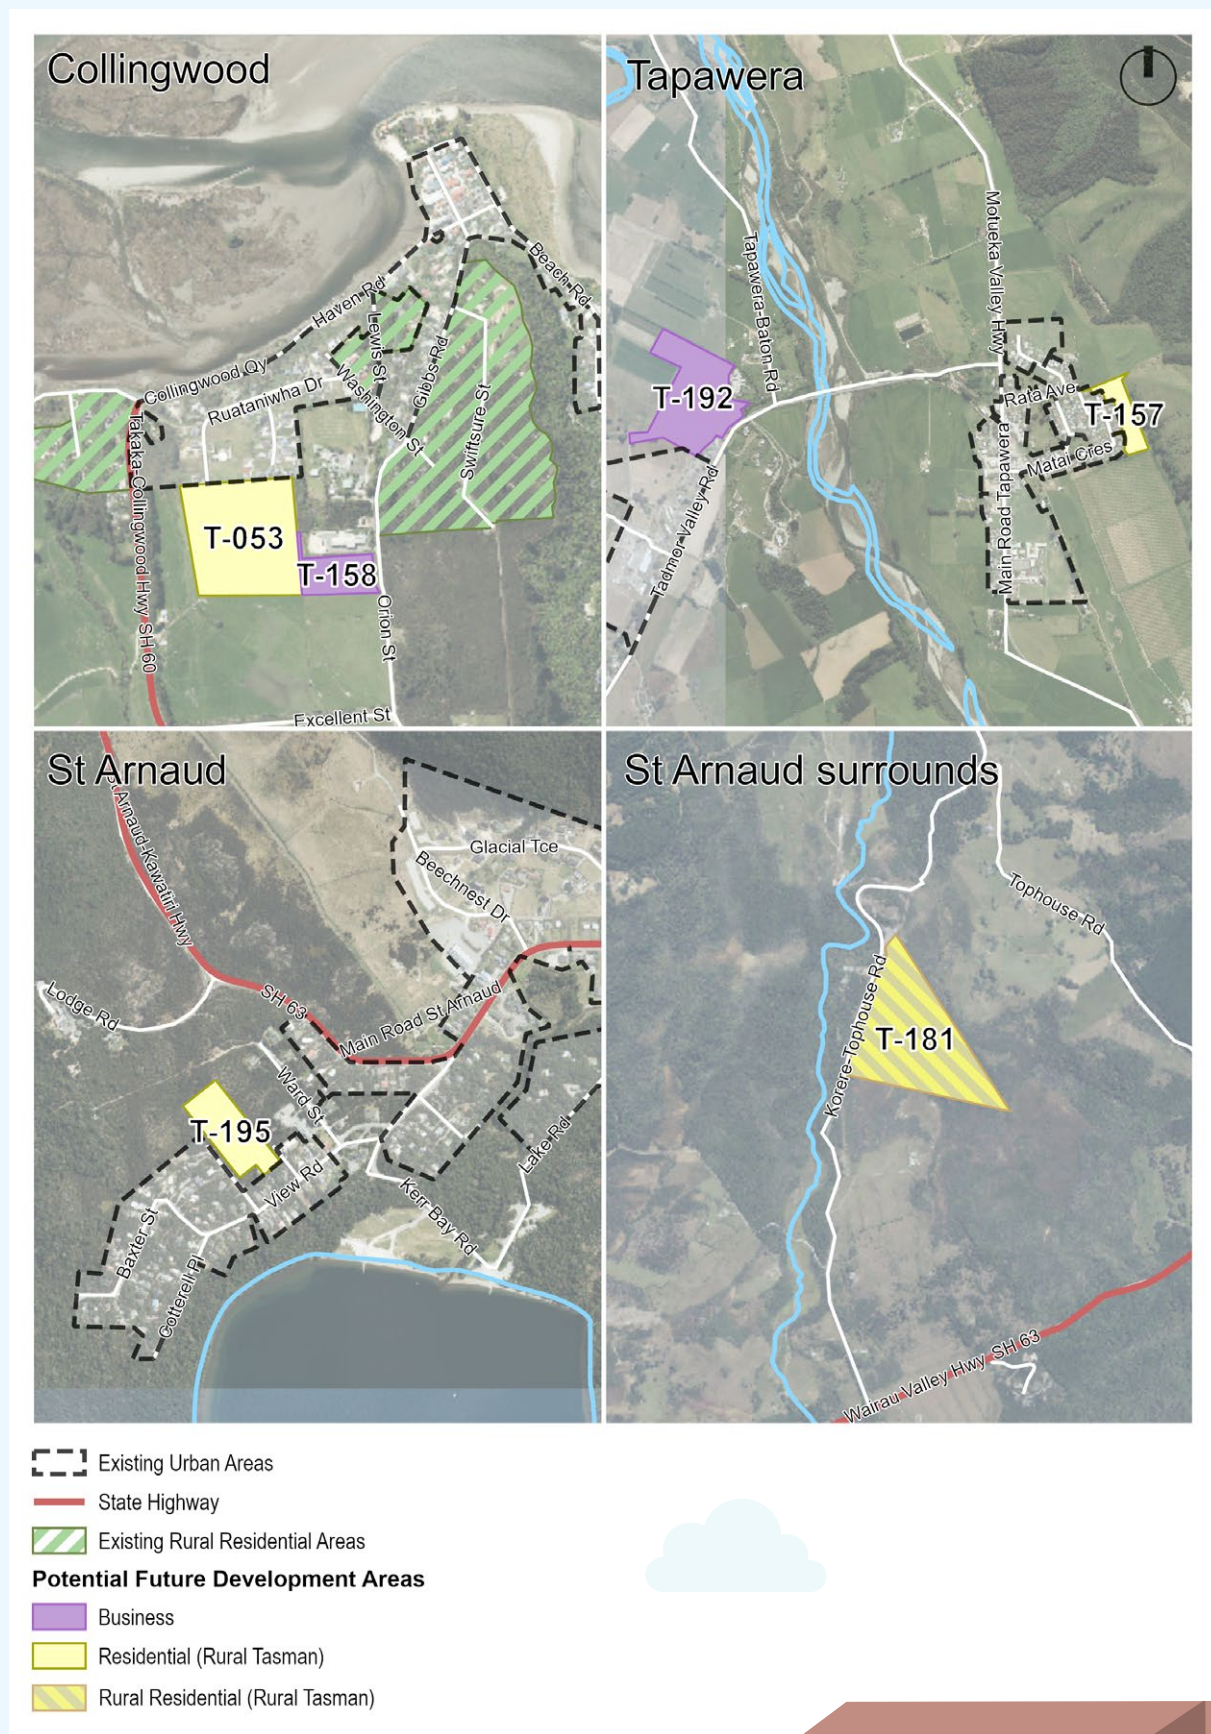 Collingwood
Haven Rd
Beach Rd
Lewis St
Gibbs Rd
Collingwood Qy
Ruataniwha Dr
Washington St
Swiftsure St
Takaka-Collingwood Hwy SH 60
T-053
T-158
Orion St
Excellent St
Tapawera
Motueka Valley Hwy
Tapawera-Baton Rd
T-192
Rata Ave
T-157
Matai Cres
Main Road Tapawera
Tadmor Valley Rd
St Arnaud
St Arnaud-Kawatiri Hwy
Glacial Tce
Beechnest Dr
Lodge Rd
SH 63
Main Road St Arnaud
Ward St
T-195
View Rd
Lake Rd
Kerr Bay Rd
Baxter St
Cotterell Pl
St Arnaud surrounds
Tophouse Rd
Korere-Tophouse Rd
T-181
Wairau Valley Hwy SH 63
Existing Urban Areas
State Highway
Existing Rural Residential Areas
Potential Future Development Areas
Business
Residential (Rural Tasman)
Rural Residential (Rural Tasman)